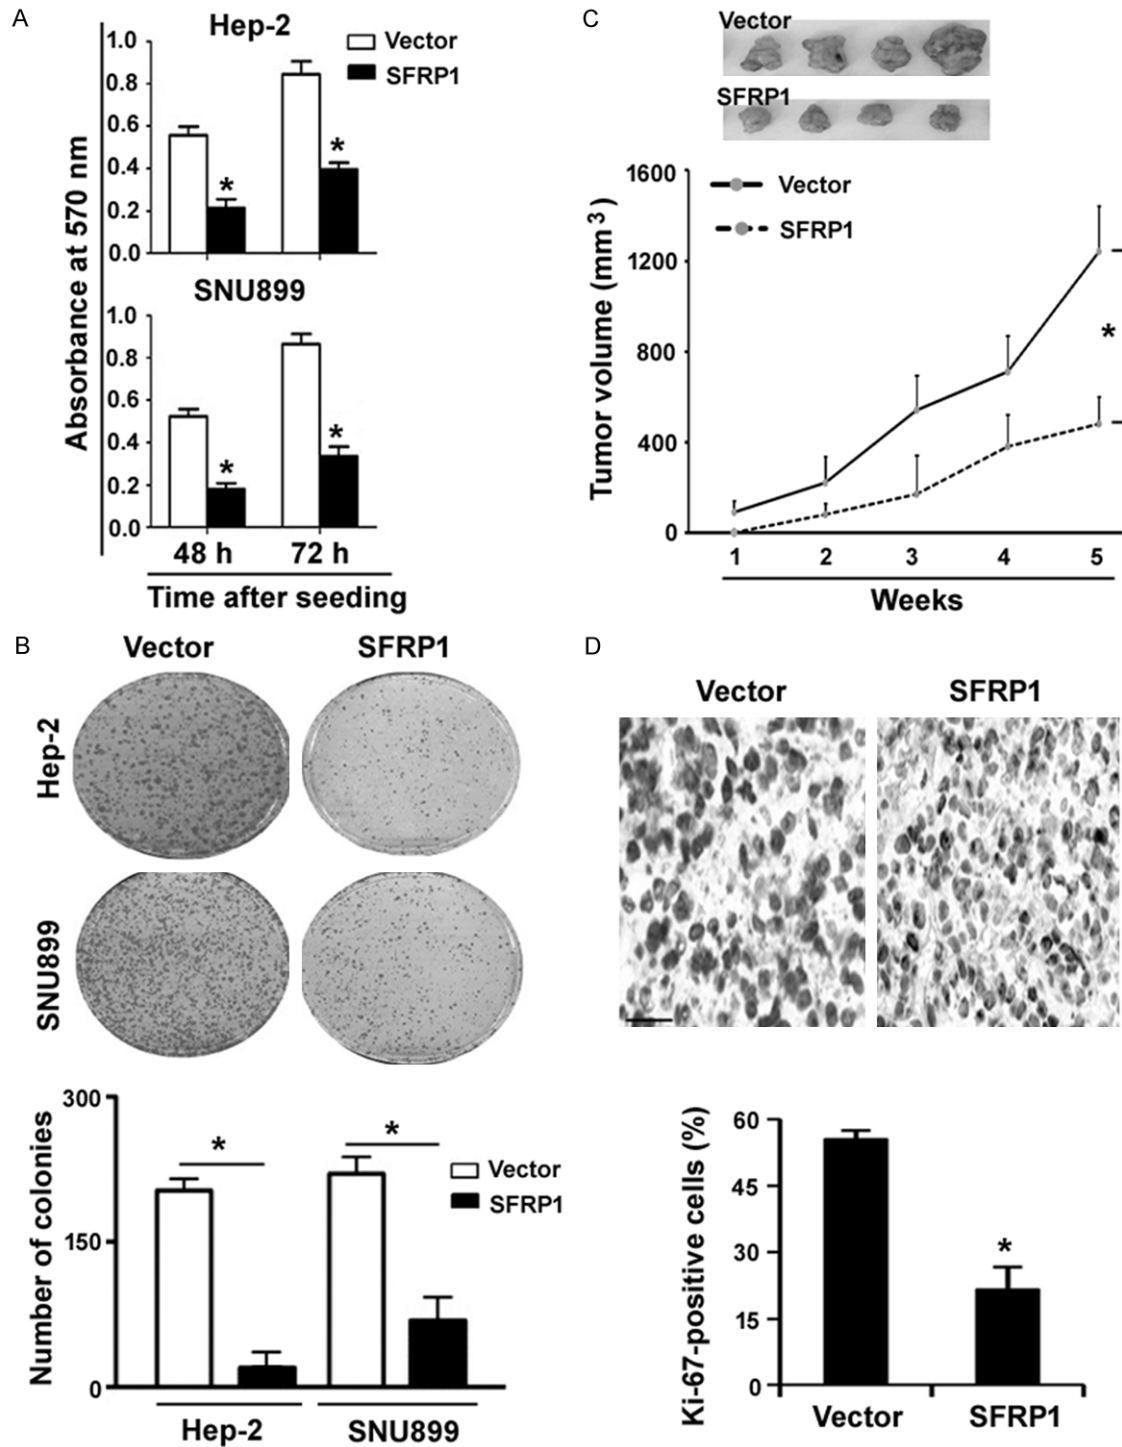 A
Hep-2
Vector
SFRP1
1.0
0.8
0.6
0.4
0.2
0.0
*
*
Absorbance at 570 nm
SNU899
1.0
0.8
0.6
0.4
0.2
0.0
*
*
48 h 72 h
Time after seeding
B
Vector SFRP1
Hep-2
SNU899
300
150
0
Number of colonies
*
*
Vector
SFRP1
Hep-2 SNU899
C
Vector
SFRP1
1600
1200
800
400
0
Tumor volume (mm3)
Vector
SFRP1
*
1 2 3 4 5
Weeks
D
Vector SFRP1
60
45
30
15
0
Ki-67-positive cells (%)
*
Vector SFRP1